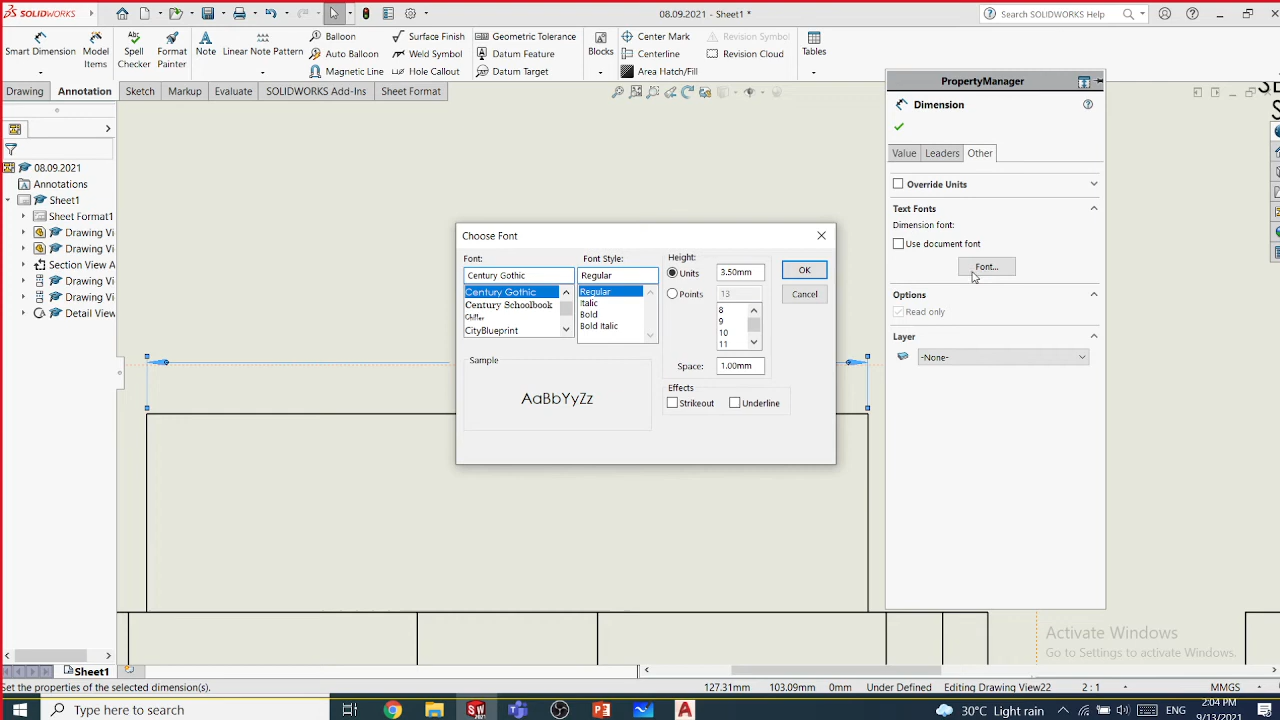 SOLIDWORKS
08.09.2021 - Sheet1 *
Search SOLIDWORKS Help
Smart Dimension
Model Items
Spell Checker
Format Painter
Note
Linear Note Pattern
Balloon
Auto Balloon
Magnetic Line
Surface Finish
Weld Symbol
Hole Callout
Geometric Tolerance
Datum Feature
Datum Target
Blocks
Center Mark
Centerline
Area Hatch/Fill
Revision Symbol
Revision Cloud
Tables
Drawing
Annotation
Sketch
Markup
Evaluate
SOLIDWORKS Add-Ins
Sheet Format
08.09.2021
Annotations
Sheet1
Sheet Format1
Drawing Vi
Drawing Vi
Section View A
Drawing Vi
Drawing Vi
Detail View
PropertyManager
Dimension
Value
Leaders
Other
Override Units
Text Fonts
Dimension font:
Use document font
Font...
Options
Read only
Layer
-None-
Choose Font
Font:
Century Gothic
Century Gothic
Century Schoolbook
Chiller
CityBlueprint
Font Style:
Regular
Regular
Italic
Bold
Bold Italic
Height:
Units
3.50mm
Points
13
8
9
10
11
Space:
1.00mm
OK
Cancel
Sample
AaBbYyZz
Effects
Strikeout
Underline
Activate Windows
Go to Settings to activate Windows.
Sheet1
Set the properties of the selected dimension(s).
127.31mm
103.09mm
0mm
Under Defined
Editing Drawing View22
2 : 1
MMGS
Type here to search
30°C Light rain
ENG
2:04 PM
9/13/2021